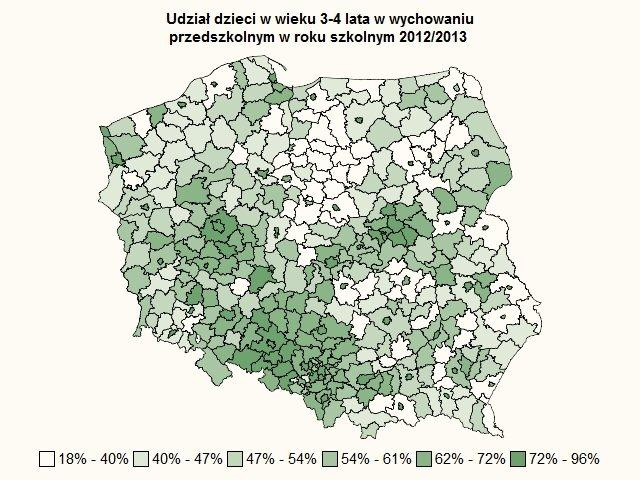 Udział dzieci w wieku 3-4 lata w wychowaniu
przedszkolnym w roku szkolnym 2012/2013
18% - 40% 40% - 47% 47% - 54% 54% - 61% 62% - 72% 72% - 96%